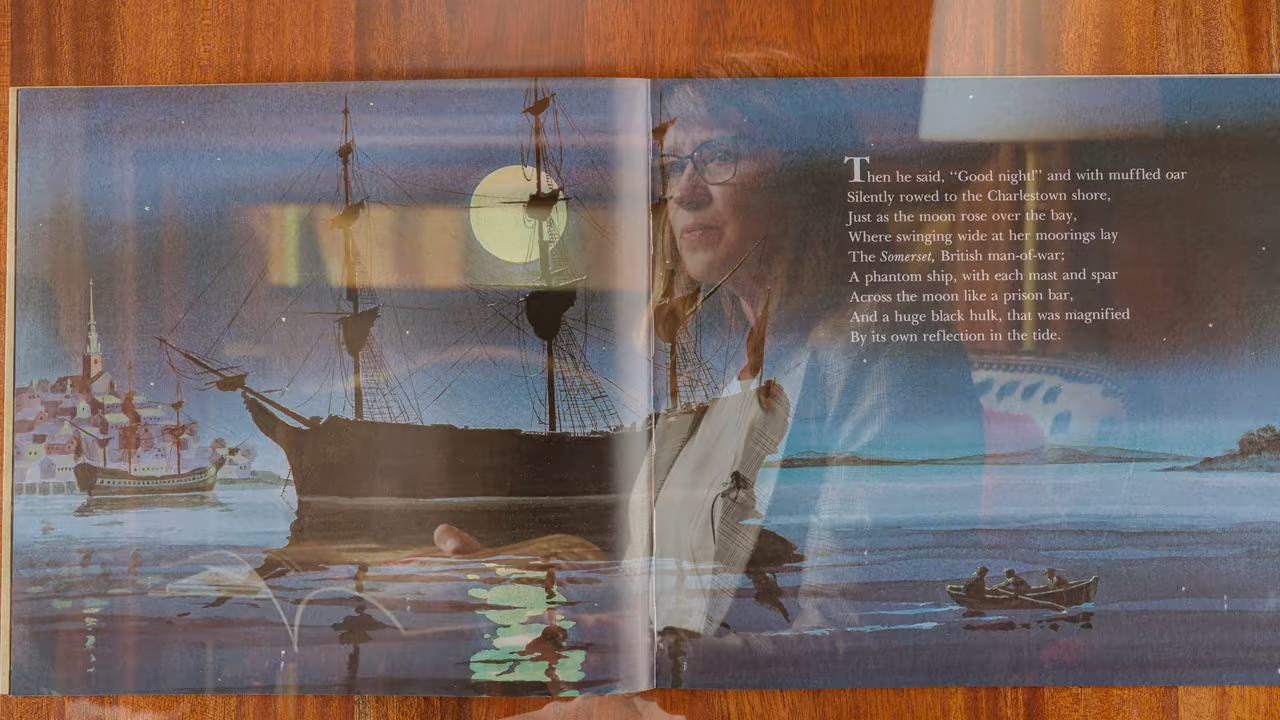 Then he said, “Good night!” and with muffled oar
Silently rowed to the Charlestown shore,
Just as the moon rose over the bay,
Where swinging wide at her moorings lay
The Somerset, British man-of-war;
A phantom ship, with each mast and spar
Across the moon like a prison bar,
And a huge black hulk, that was magnified
By its own reflection in the tide.